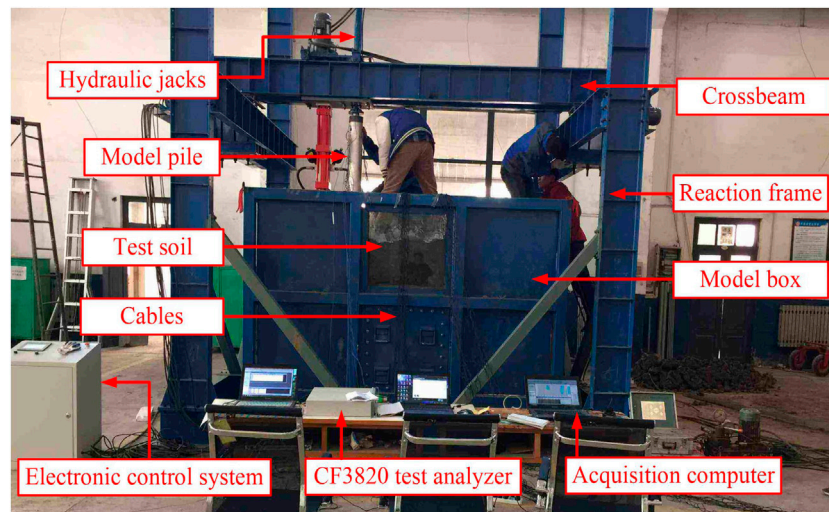 Hydraulic jacks
Crossbeam
Model pile
Reaction frame
Test soil
Model box
Cables
Electronic control system
CF3820 test analyzer
Acquisition computer